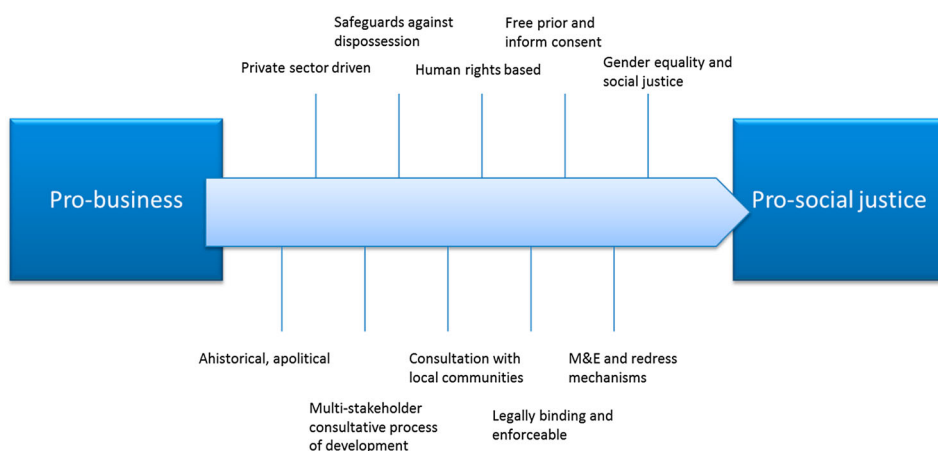 Safeguards against
dispossession
Free prior and
inform consent
Private sector driven
Human rights based
Gender equality and
social justice
Pro-business
Pro-social justice
Ahistorical, apolitical
Consultation with
local communities
M&E and redress
mechanisms
Multi-stakeholder
consultative process
of development
Legally binding and
enforceable